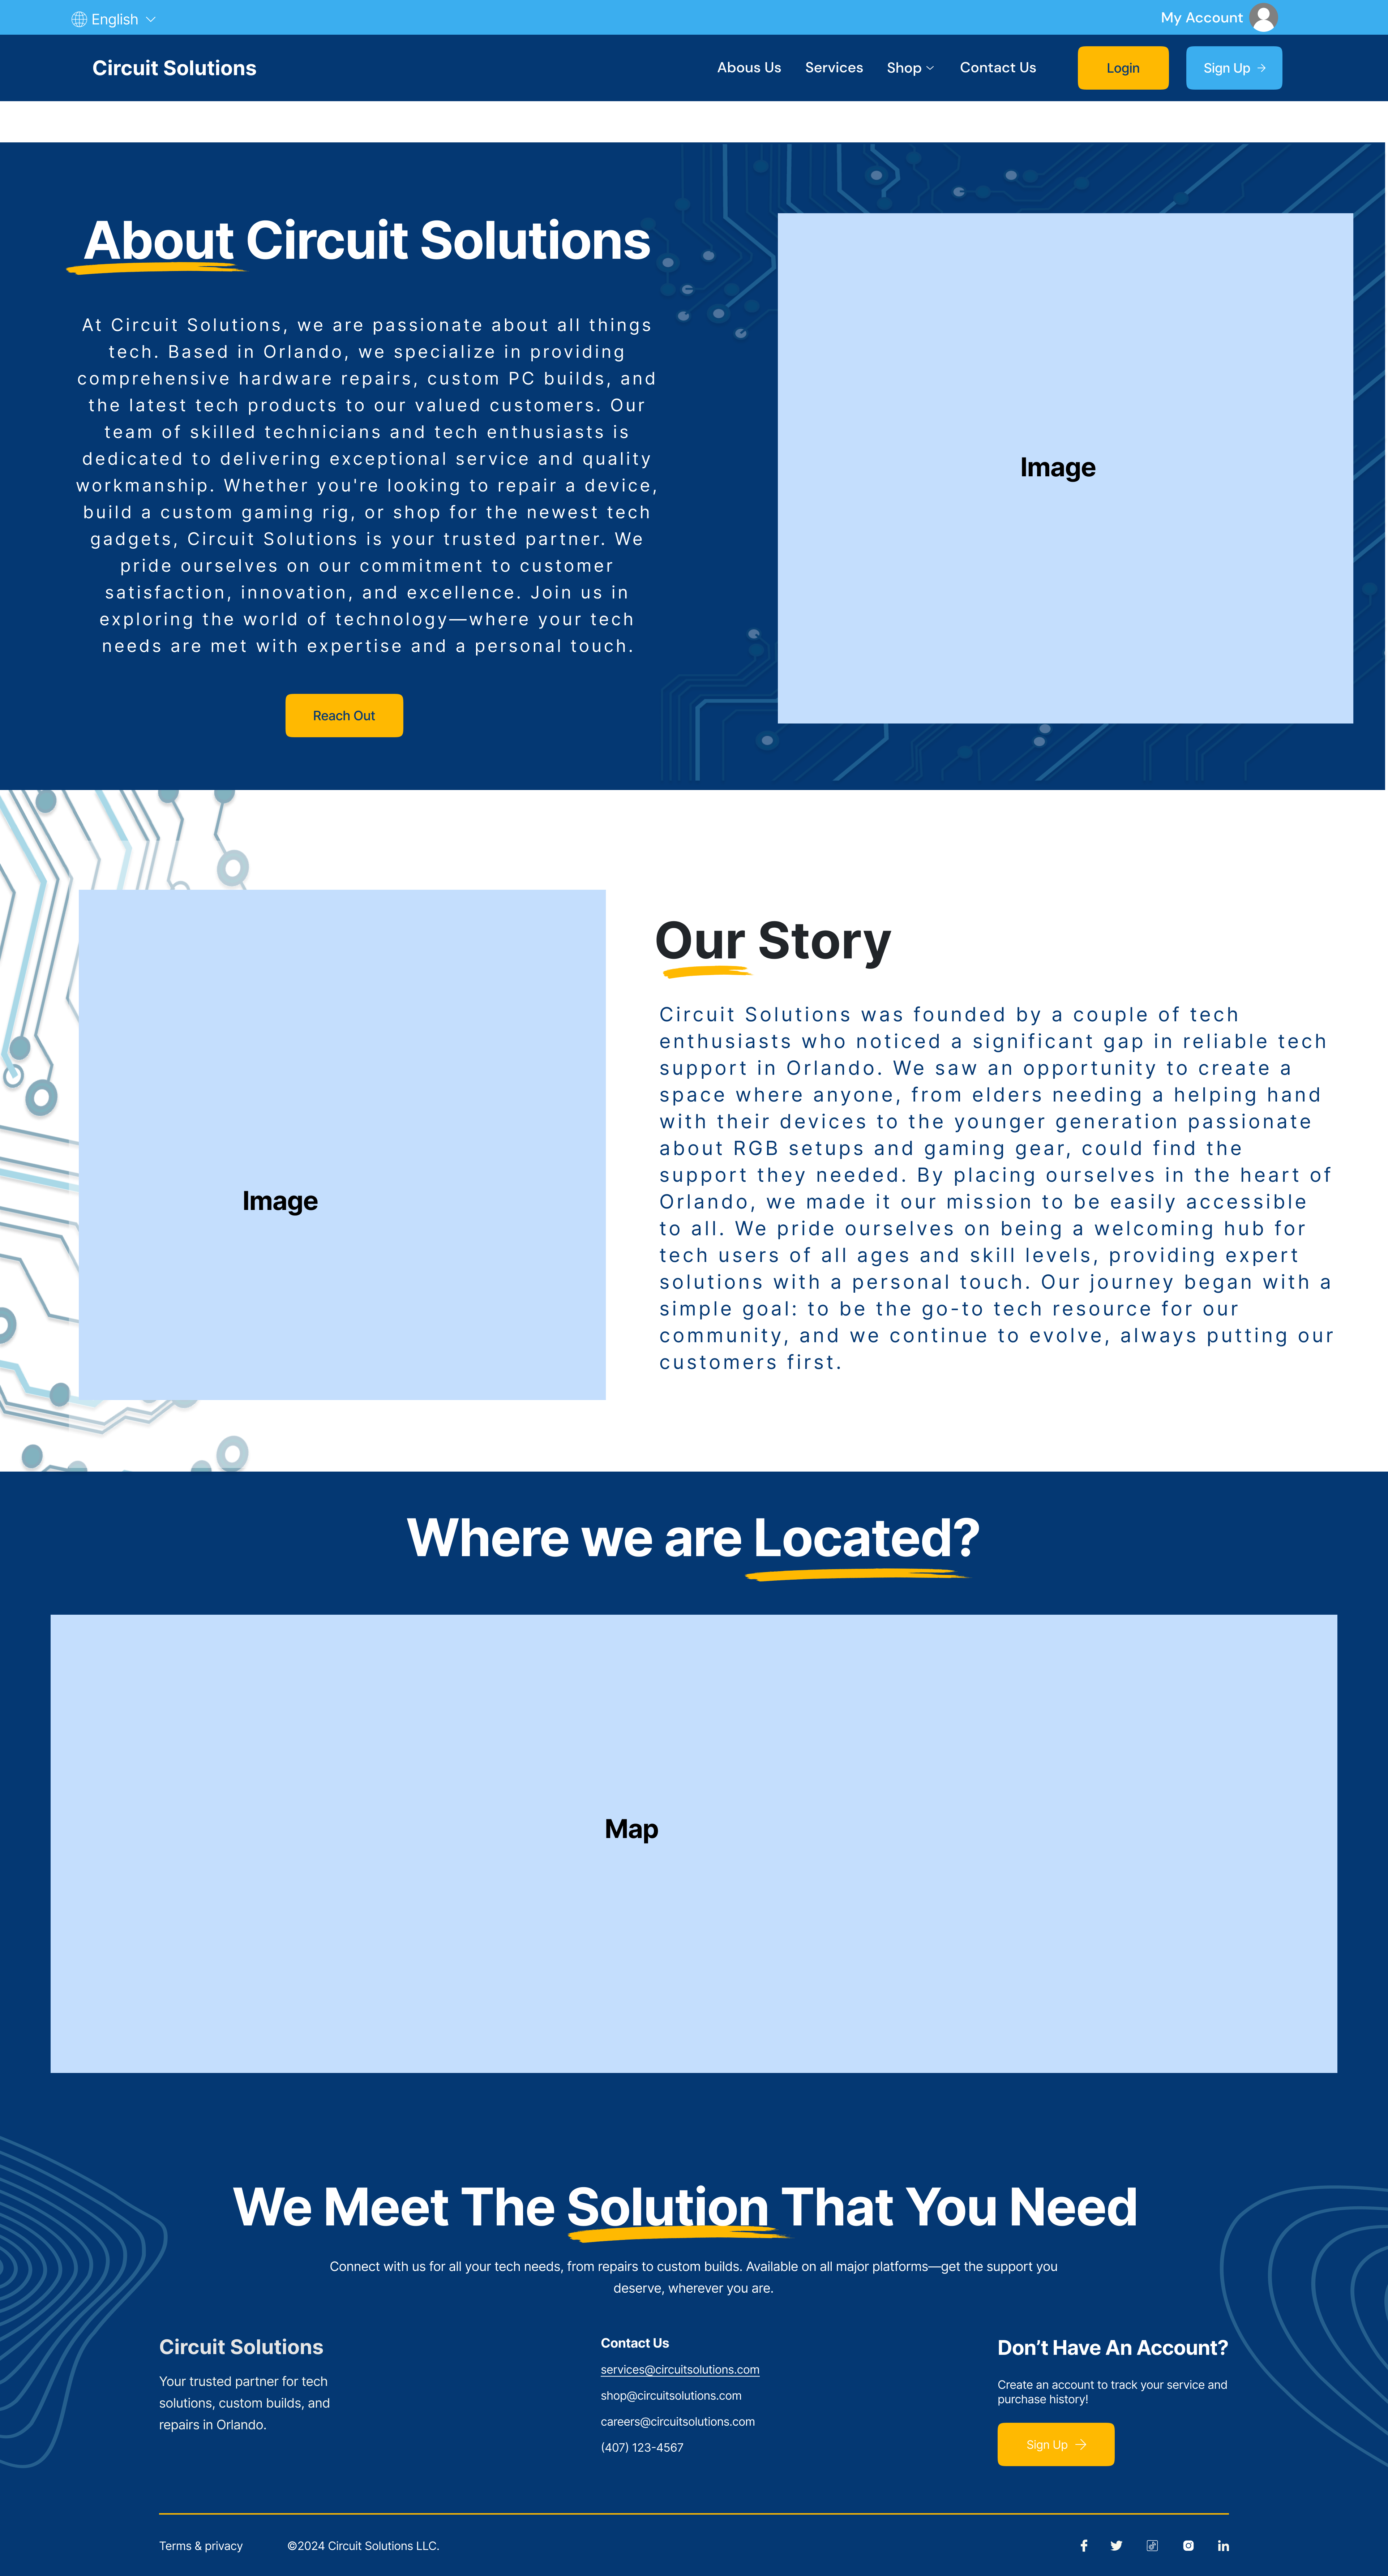 English
My Account
Circuit Solutions
Abous Us
Services
Shop
Contact Us
Login
Sign Up
About Circuit Solutions
At Circuit Solutions, we are passionate about all things
tech. Based in Orlando, we specialize in providing
comprehensive hardware repairs, custom PC builds, and
the latest tech products to our valued customers. Our
team of skilled technicians and tech enthusiasts is
dedicated to delivering exceptional service and quality
workmanship. Whether you're looking to repair a device,
build a custom gaming rig, or shop for the newest tech
gadgets, Circuit Solutions is your trusted partner. We
pride ourselves on our commitment to customer
satisfaction, innovation, and excellence. Join us in
exploring the world of technology—where your tech
needs are met with expertise and a personal touch.
Reach Out
Image
Image
Our Story
Circuit Solutions was founded by a couple of tech
enthusiasts who noticed a significant gap in reliable tech
support in Orlando. We saw an opportunity to create a
space where anyone, from elders needing a helping hand
with their devices to the younger generation passionate
about RGB setups and gaming gear, could find the
support they needed. By placing ourselves in the heart of
Orlando, we made it our mission to be easily accessible
to all. We pride ourselves on being a welcoming hub for
tech users of all ages and skill levels, providing expert
solutions with a personal touch. Our journey began with a
simple goal: to be the go-to tech resource for our
community, and we continue to evolve, always putting our
customers first.
Where we are Located?
Map
We Meet The Solution That You Need
Connect with us for all your tech needs, from repairs to custom builds. Available on all major platforms—get the support you
deserve, wherever you are.
Circuit Solutions
Your trusted partner for tech
solutions, custom builds, and
repairs in Orlando.
Contact Us
services@circuitsolutions.com
shop@circuitsolutions.com
careers@circuitsolutions.com
(407) 123-4567
Don’t Have An Account?
Create an account to track your service and
purchase history!
Sign Up
Terms & privacy
©2024 Circuit Solutions LLC.